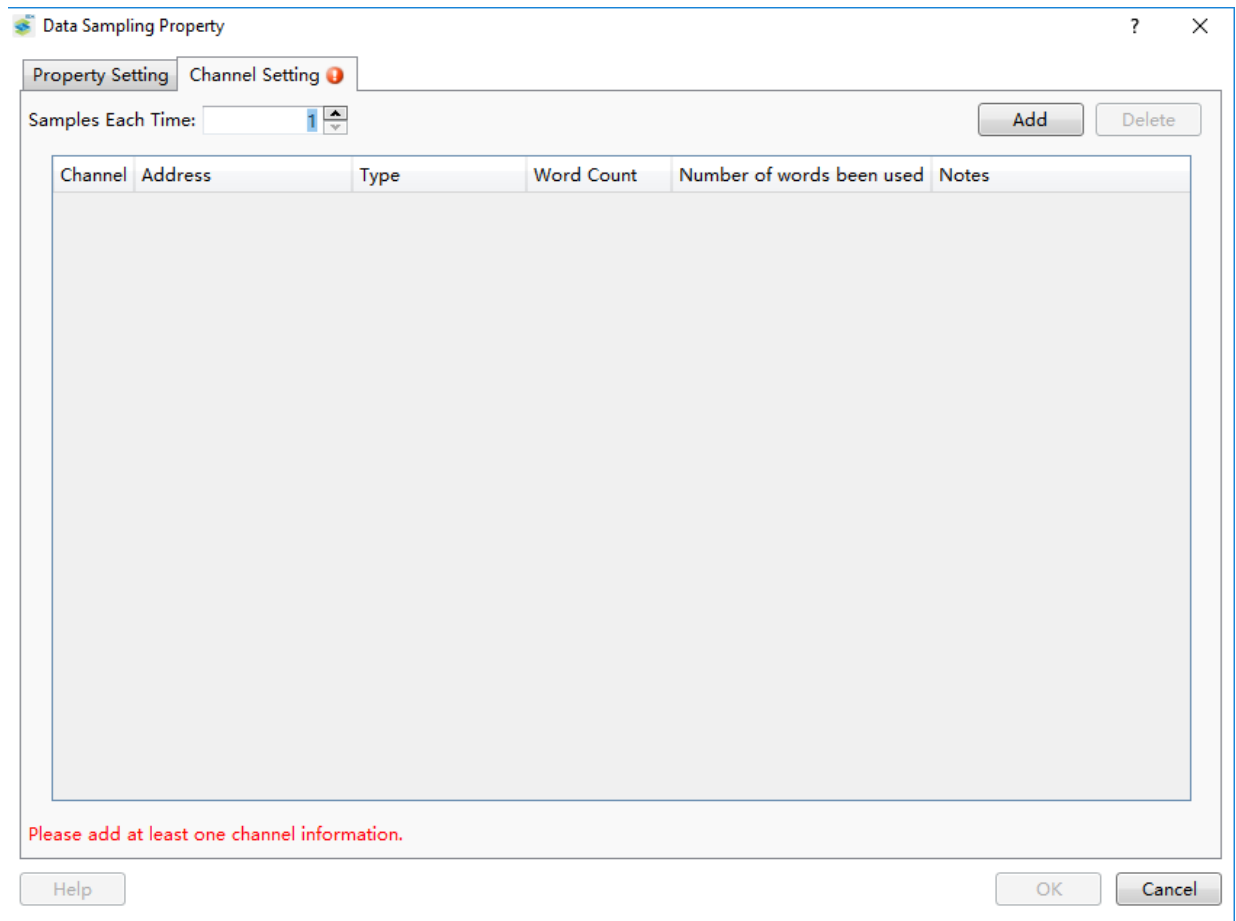 Data Sampling Property
?
Property Setting Channel Setting
Samples Each Time: 1 Add Delete
Channel Address Type Word Count Number of words been used Notes
Please add at least one channel information.
Help OK Cancel